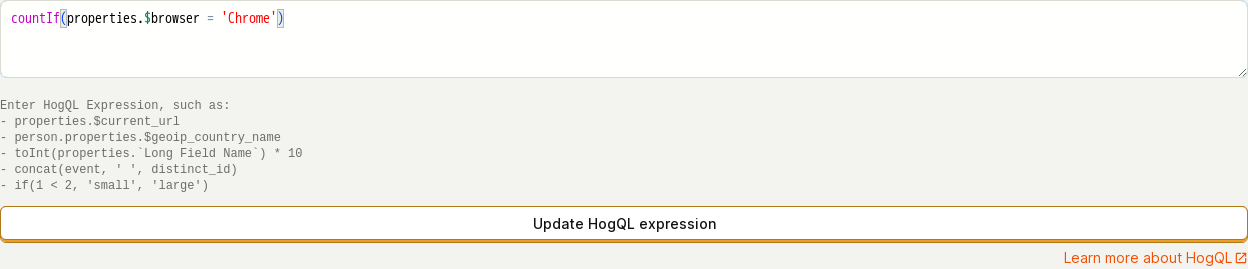 countIf(properties.$browser = 'Chrome')
Enter HogQL Expression, such as:
- properties.$current_url
- person.properties.$geoip_country_name
- toInt(properties.`Long Field Name`) * 10
- concat(event, ' ', distinct_id)
- if(1 < 2, 'small', 'large')
Update HogQL expression
Learn more about HogQL